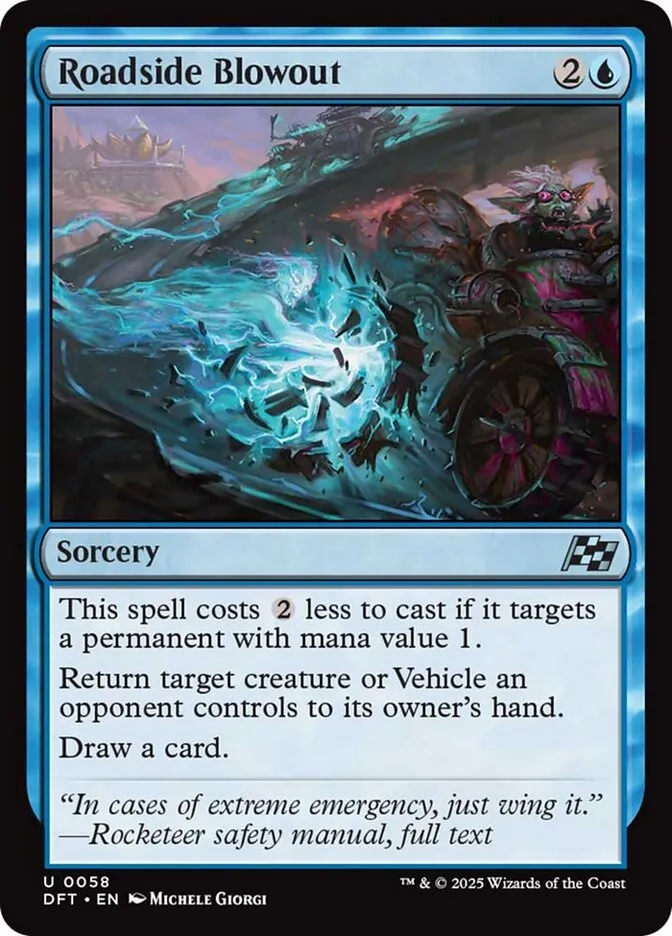 Roadside Blowout 2
Sorcery
This spell costs 2 less to cast if it targets
a permanent with mana value 1.
Return target creature or Vehicle an
opponent controls to its owner's hand.
Draw a card.
“In cases of extreme emergency, just wing it.”
—Rocketeer safety manual, full text
U 0058 ™ & © 2025 Wizards of the Coast
DFT • EN Michele Giorgi